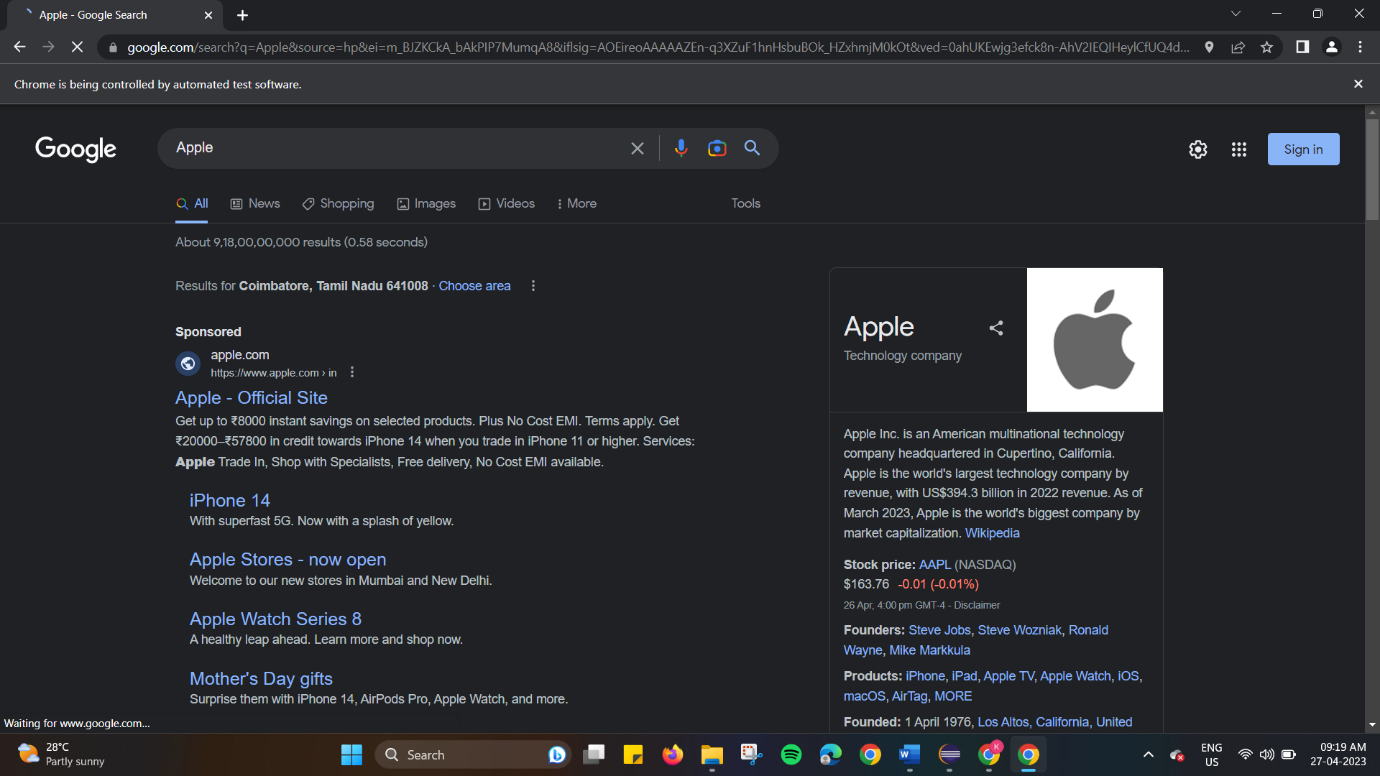 Apple - Google Search
google.com/search?q=Apple&source=hp&ei=m_BJZKCkA_bAkPIP7MumqA8&iflsig=AOEireoAAAAAZEn-q3XZuF1hnHsbuBOk_HZxhmjM0kOt&ved=0ahUKEwjg3efck8n-AhV2IEQIHeylCfUQ4d...
Chrome is being controlled by automated test software.
Google
Apple
Sign in
All News Shopping Images Videos More Tools
About 9,18,00,00,000 results (0.58 seconds)
Results for Coimbatore, Tamil Nadu 641008 · Choose area
Sponsored
apple.com
https://www.apple.com › in
Apple - Official Site
Get up to ₹8000 instant savings on selected products. Plus No Cost EMI. Terms apply. Get
₹20000–₹57800 in credit towards iPhone 14 when you trade in iPhone 11 or higher. Services:
Apple Trade In, Shop with Specialists, Free delivery, No Cost EMI available.
iPhone 14
With superfast 5G. Now with a splash of yellow.
Apple Stores - now open
Welcome to our new stores in Mumbai and New Delhi.
Apple Watch Series 8
A healthy leap ahead. Learn more and shop now.
Mother's Day gifts
Surprise them with iPhone 14, AirPods Pro, Apple Watch, and more.
Apple
Technology company
Apple Inc. is an American multinational technology
company headquartered in Cupertino, California.
Apple is the world's largest technology company by
revenue, with US$394.3 billion in 2022 revenue. As of
March 2023, Apple is the world's biggest company by
market capitalization. Wikipedia
Stock price: AAPL (NASDAQ)
$163.76 -0.01 (-0.01%)
26 Apr, 4:00 pm GMT-4 - Disclaimer
Founders: Steve Jobs, Steve Wozniak, Ronald
Wayne, Mike Markkula
Products: iPhone, iPad, Apple TV, Apple Watch, iOS,
macOS, AirTag, MORE
Founded: 1 April 1976, Los Altos, California, United
Waiting for www.google.com...
28°C
Partly sunny
Search
K
ENG
US
09:19 AM
27-04-2023